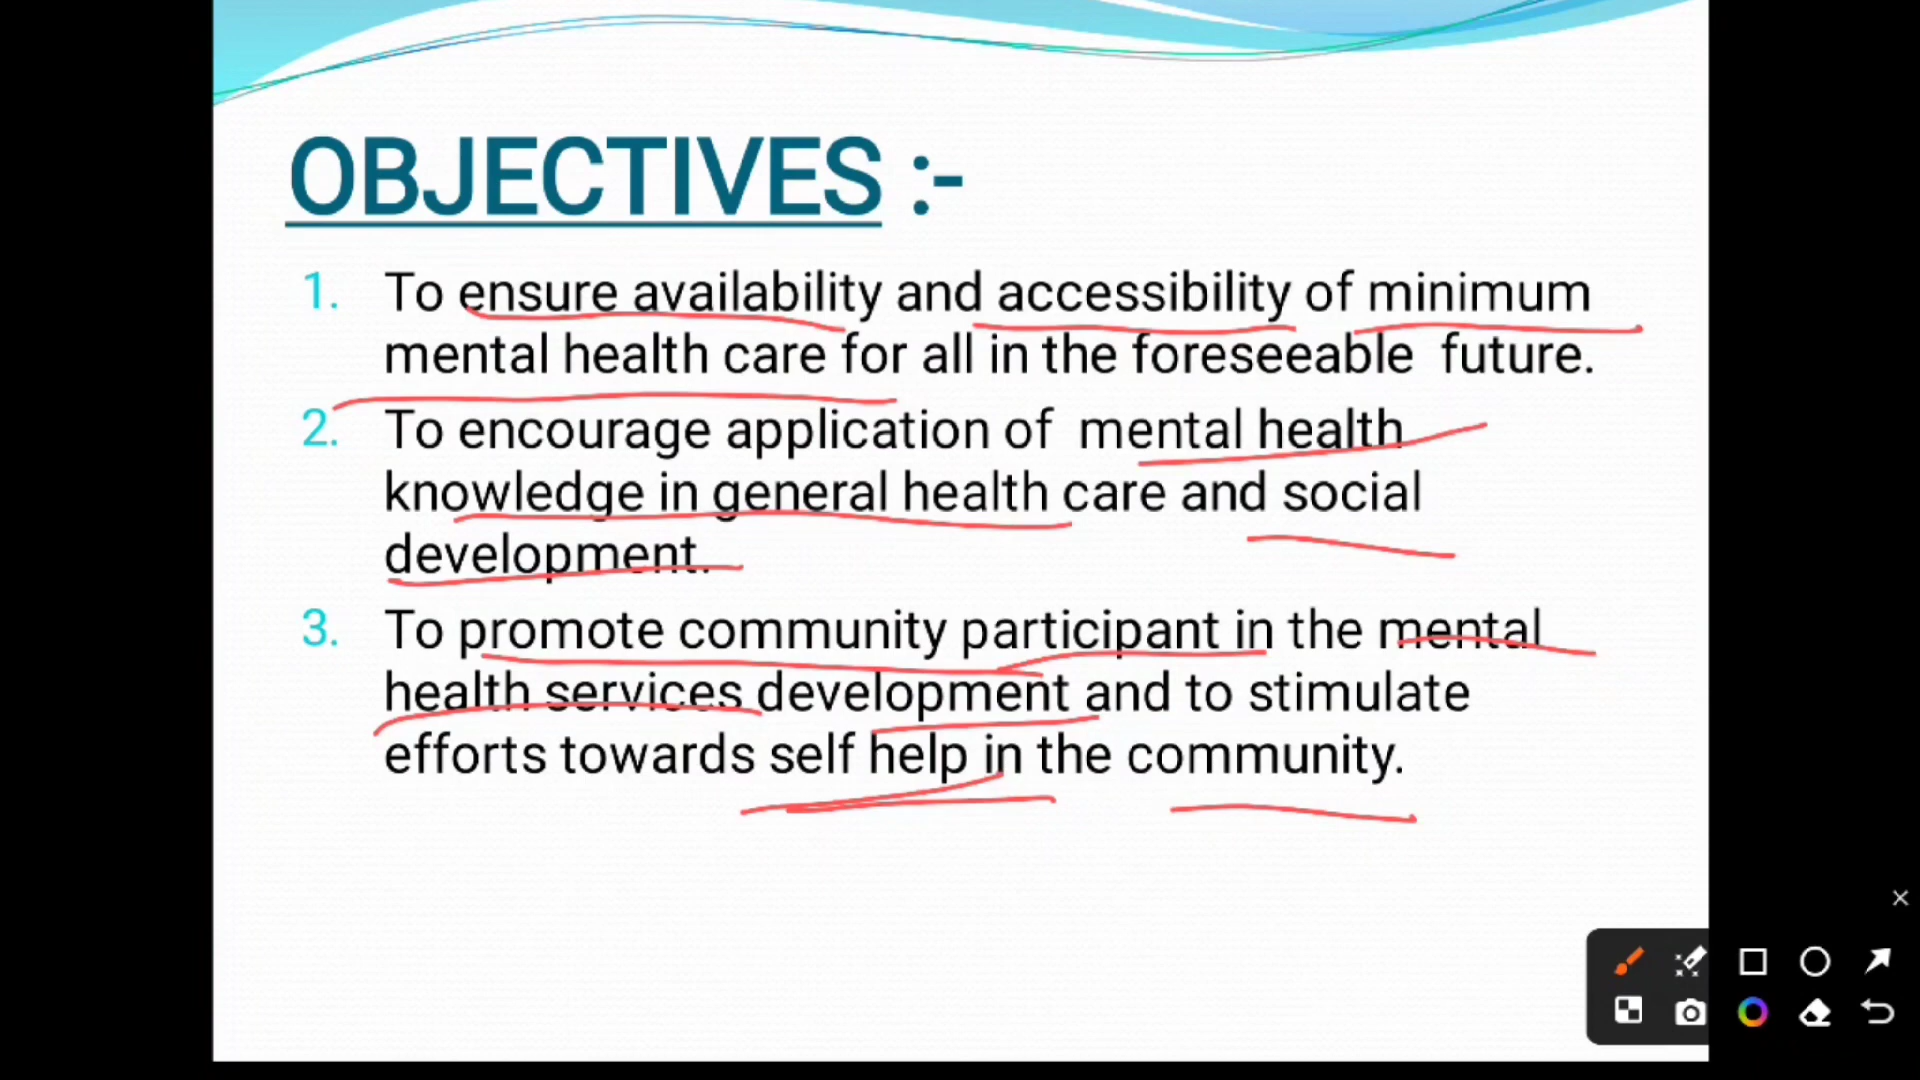 OBJECTIVES :-
1. To ensure availability and accessibility of minimum
mental health care for all in the foreseeable future.
2. To encourage application of mental health
knowledge in general health care and social
development.
3. To promote community participant in the mental
health services development and to stimulate
efforts towards self help in the community.